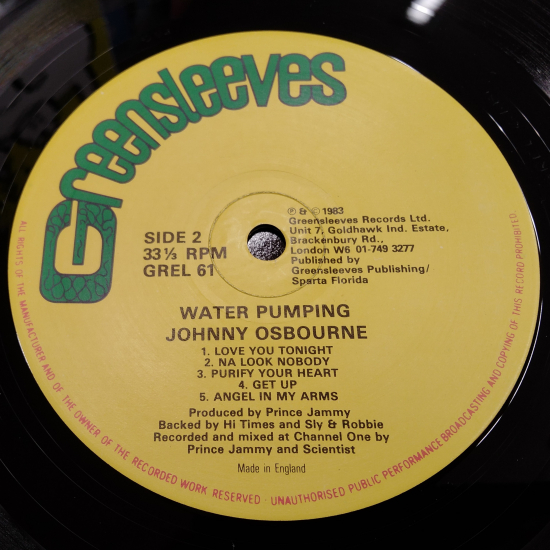 Greensleeves
SIDE 2
33 ⅓ RPM
GREL 61
℗ & © 1983
Greensleeves Records Ltd.
Unit 7, Goldhawk Ind. Estate,
Brackenbury Rd.,
London W6 01-749 3277
Published by
Greensleeves Publishing/
Sparta Florida
WATER PUMPING
JOHNNY OSBOURNE
1. LOVE YOU TONIGHT
2. NA LOOK NOBODY
3. PURIFY YOUR HEART
4. GET UP
5. ANGEL IN MY ARMS
Produced by Prince Jammy
Backed by Hi Times and Sly & Robbie
Recorded and mixed at Channel One by
Prince Jammy and Scientist
Made in England
ALL RIGHTS OF THE MANUFACTURER AND OF THE OWNER OF THE RECORDED WORK RESERVED · UNAUTHORISED PUBLIC PERFORMANCE BROADCASTING AND COPYING OF THIS RECORD PROHIBITED